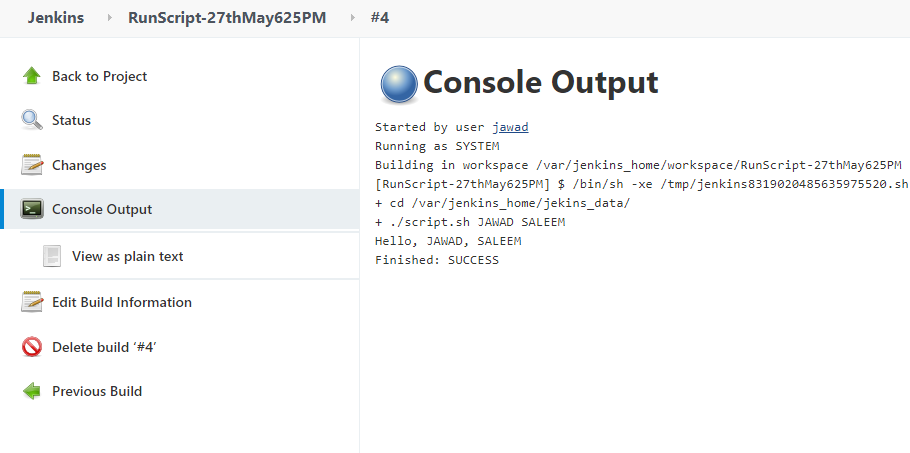 Jenkins RunScript-27thMay625PM #4
Back to Project
Status
Changes
Console Output
View as plain text
Edit Build Information
Delete build ‘#4’
Previous Build
Console Output
Started by user jawad
Running as SYSTEM
Building in workspace /var/jenkins_home/workspace/RunScript-27thMay625PM
[RunScript-27thMay625PM] $ /bin/sh -xe /tmp/jenkins8319020485635975520.sh
+ cd /var/jenkins_home/jekins_data/
+ ./script.sh JAWAD SALEEM
Hello, JAWAD, SALEEM
Finished: SUCCESS